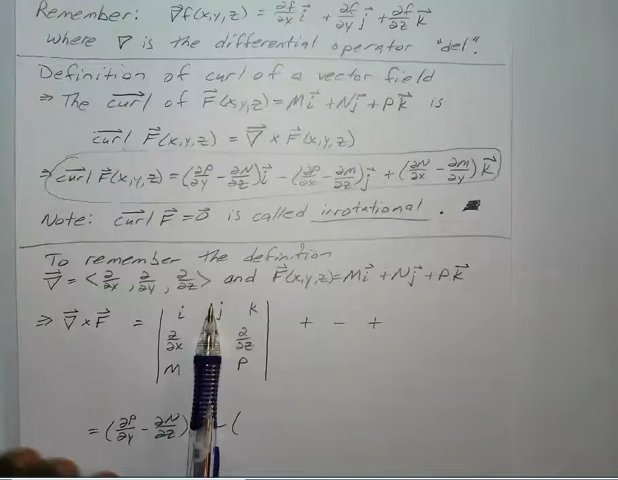 Remember: ∇⃗f(x,y,z) = ∂f/∂x i⃗ + ∂f/∂y j⃗ + ∂f/∂z k⃗
where ∇ is the differential operator "del".
Definition of curl of a vector field
⇒ The curl⃗ of F⃗(x,y,z)=Mi⃗+Nj⃗+Pk⃗ is
curl⃗ F⃗(x,y,z) = ∇⃗ × F⃗(x,y,z)
⇒ curl⃗ F⃗(x,y,z) = (∂P/∂y - ∂N/∂z)i⃗ - (∂P/∂x - ∂M/∂z)j⃗ + (∂N/∂x - ∂M/∂y)k⃗
Note: curl⃗ F⃗ = 0⃗ is called irrotational.
To remember the definition
∇⃗ = <∂/∂x, ∂/∂y, ∂/∂z> and F⃗(x,y,z)=Mi⃗+Nj⃗+Pk⃗
⇒ ∇⃗×F⃗ = | i j k | + - +
| ∂/∂x ∂/∂z |
| M P |
= (∂P/∂y - ∂N/∂z) - (